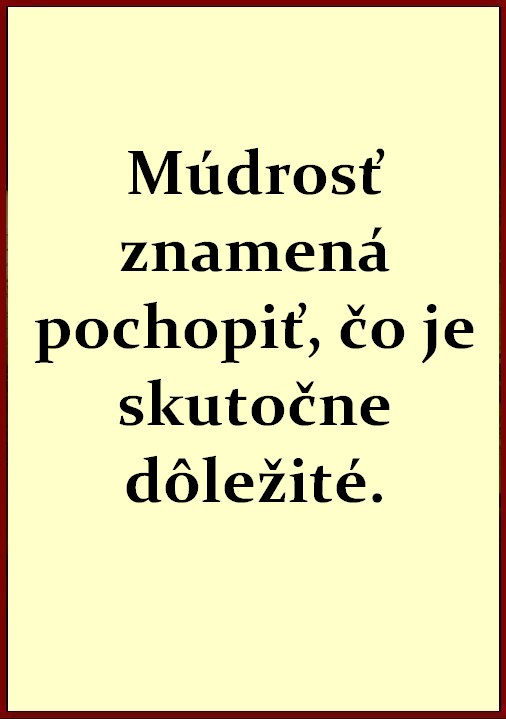 Múdrosť
znamená
pochopiť, čo je
skutočne
dôležité.